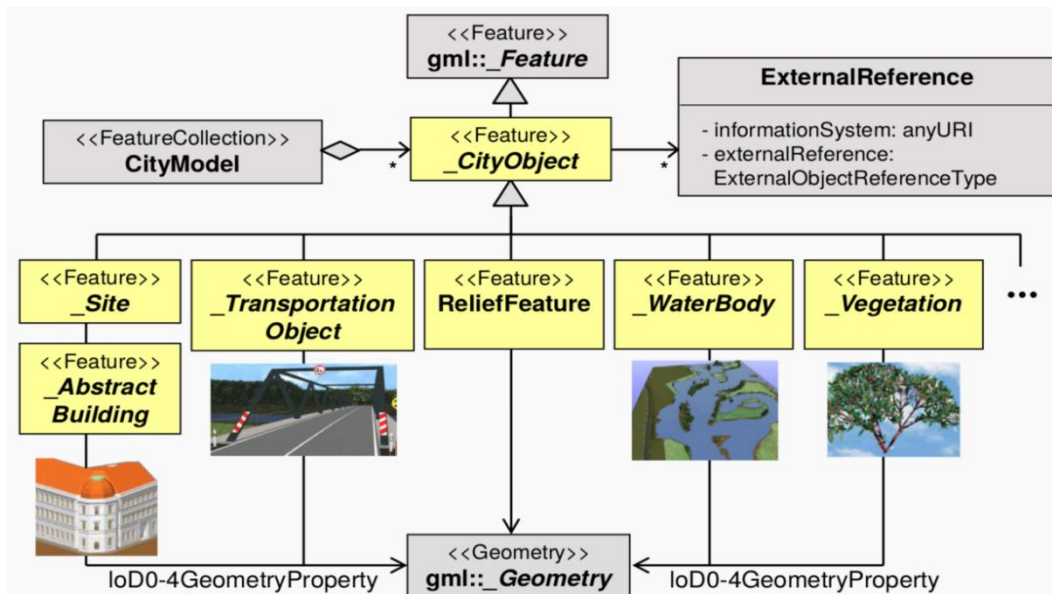 <<Feature>>
gml::_Feature
ExternalReference
- informationSystem: anyURI
- externalReference:
ExternalObjectReferenceType
<<FeatureCollection>>
CityModel
*
<<Feature>>
_CityObject
*
<<Feature>>
_Site
<<Feature>>
_Transportation
Object
<<Feature>>
ReliefFeature
<<Feature>>
_WaterBody
<<Feature>>
_Vegetation
...
<<Feature>>
_Abstract
Building
<<Geometry>>
gml::_Geometry
loD0-4GeometryProperty
loD0-4GeometryProperty